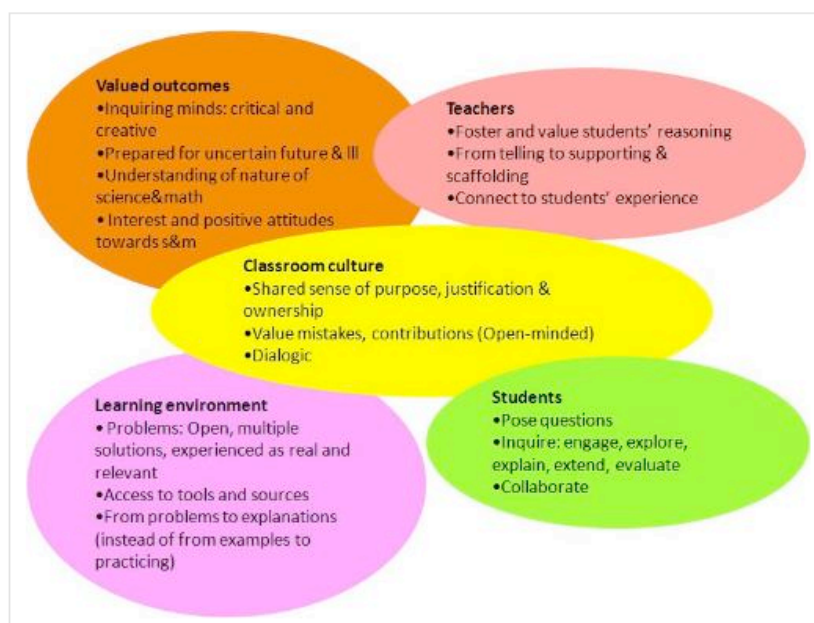 Valued outcomes
•Inquiring minds: critical and
creative
•Prepared for uncertain future & lll
•Understanding of nature of
science&math
• Interest and positive attitudes
towards s&m
Teachers
•Foster and value students’ reasoning
•From telling to supporting &
scaffolding
•Connect to students’ experience
Classroom culture
•Shared sense of purpose, justification &
ownership
•Value mistakes, contributions (Open-minded)
•Dialogic
Learning environment
• Problems: Open, multiple
solutions, experienced as real and
relevant
•Access to tools and sources
•From problems to explanations
(instead of from examples to
practicing)
Students
•Pose questions
•Inquire: engage, explore,
explain, extend, evaluate
•Collaborate